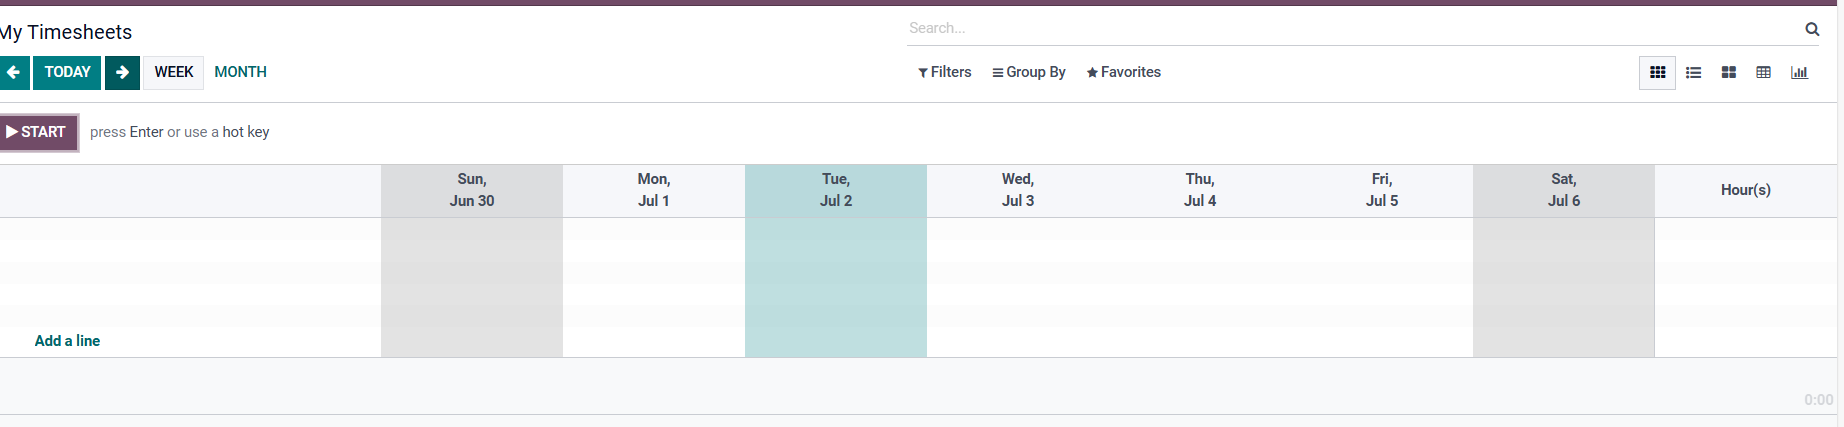 My Timesheets
Search...
TODAY
WEEK
MONTH
Filters
Group By
Favorites
START
press Enter or use a hot key
Sun,
Jun 30
Mon,
Jul 1
Tue,
Jul 2
Wed,
Jul 3
Thu,
Jul 4
Fri,
Jul 5
Sat,
Jul 6
Hour(s)
Add a line
0:00